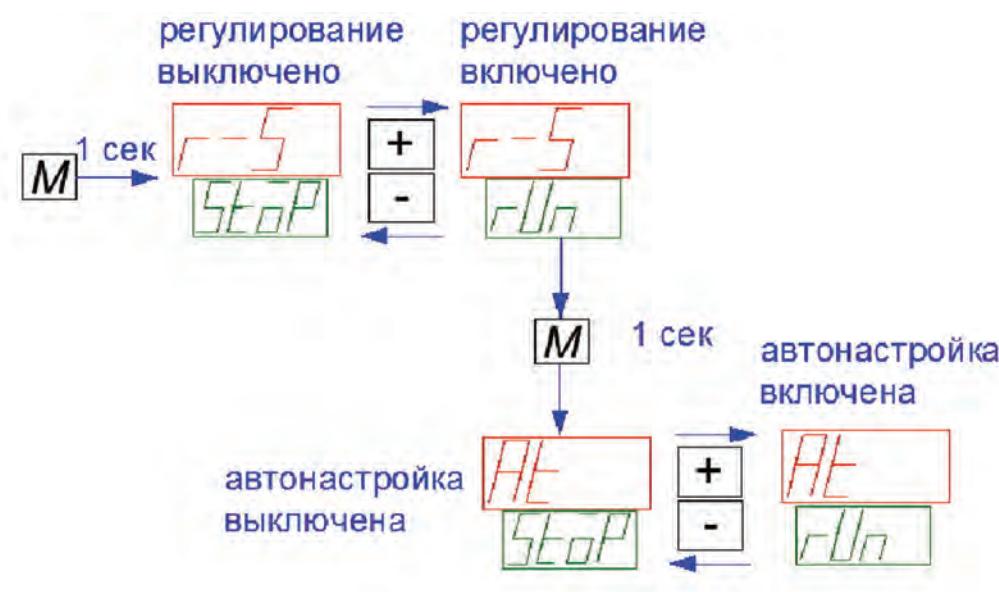 регулирование выключено
регулирование включено
M
1 сек
r--S
StoP
+
-
r--S
rUn
M
1 сек
автонастройка выключена
At
StoP
+
-
автонастройка включена
At
rUn